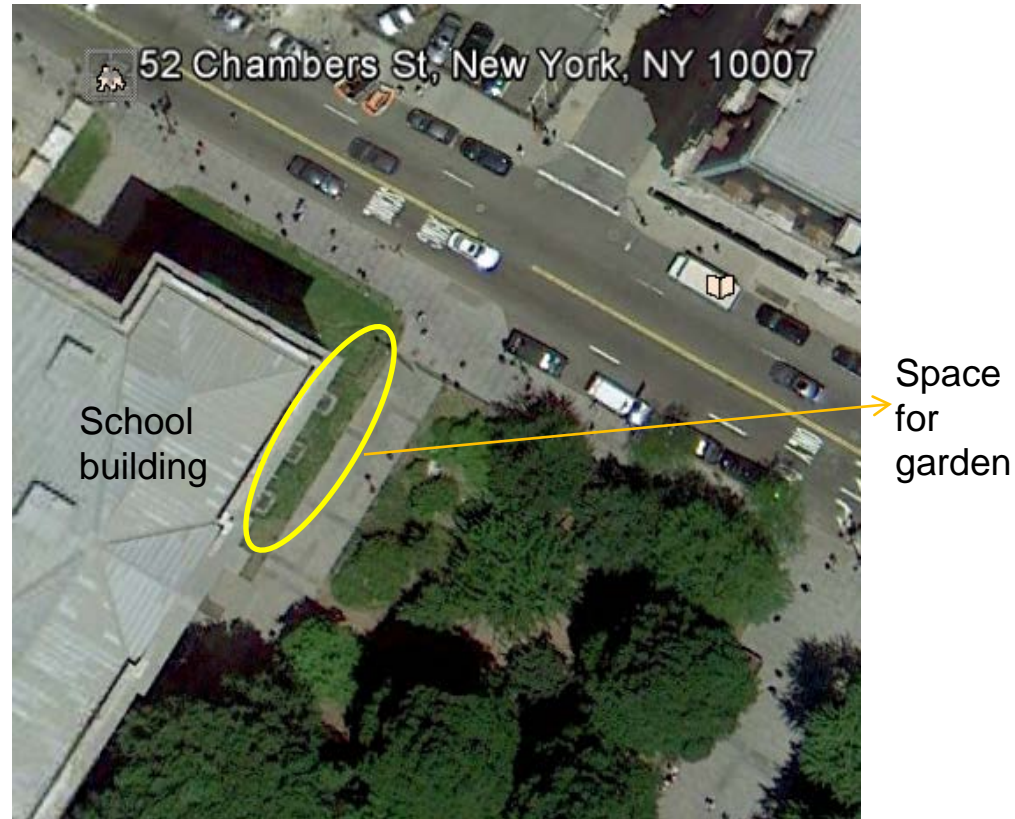 52 Chambers St, New York, NY 10007
School
building
Space
for
garden